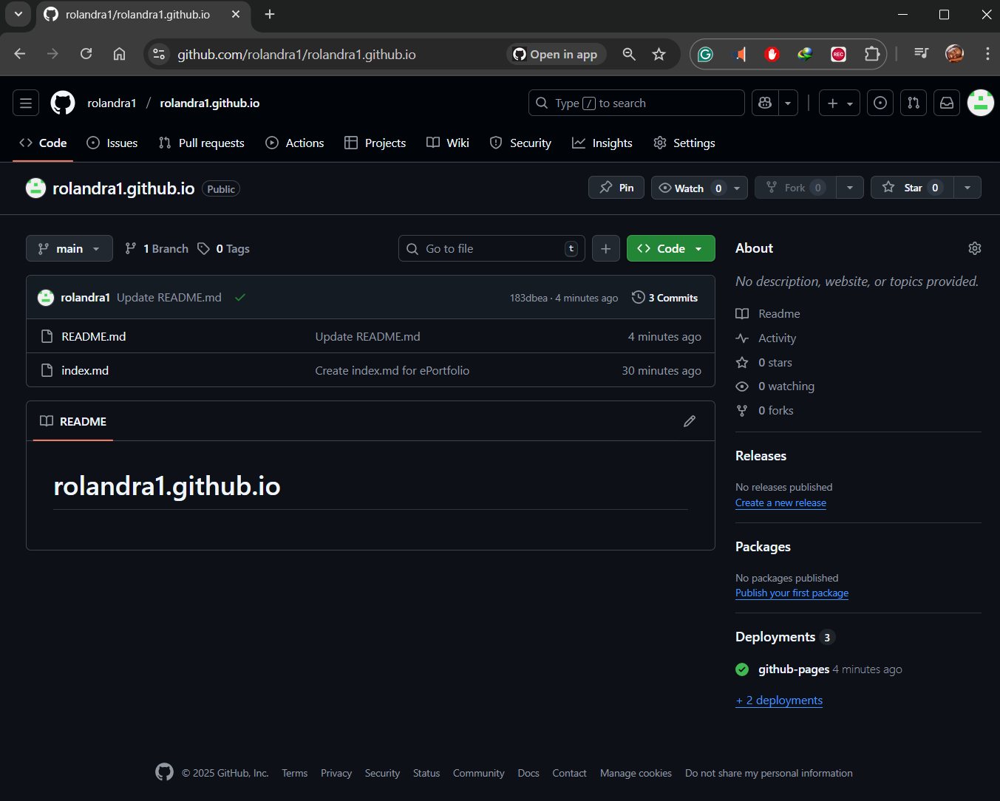 rolandra1/rolandra1.github.io
github.com/rolandra1/rolandra1.github.io
Open in app
REC
rolandra1 / rolandra1.github.io
Type / to search
Code Issues Pull requests Actions Projects Wiki Security Insights Settings
rolandra1.github.io Public
Pin Watch 0 Fork 0 Star 0
main 1 Branch 0 Tags
Go to file t
Code
rolandra1 Update README.md 183dbea · 4 minutes ago 3 Commits
README.md Update README.md 4 minutes ago
index.md Create index.md for ePortfolio 30 minutes ago
README
rolandra1.github.io
About
No description, website, or topics provided.
Readme
Activity
0 stars
0 watching
0 forks
Releases
No releases published
Create a new release
Packages
No packages published
Publish your first package
Deployments 3
github-pages 4 minutes ago
+ 2 deployments
© 2025 GitHub, Inc. Terms Privacy Security Status Community Docs Contact Manage cookies Do not share my personal information